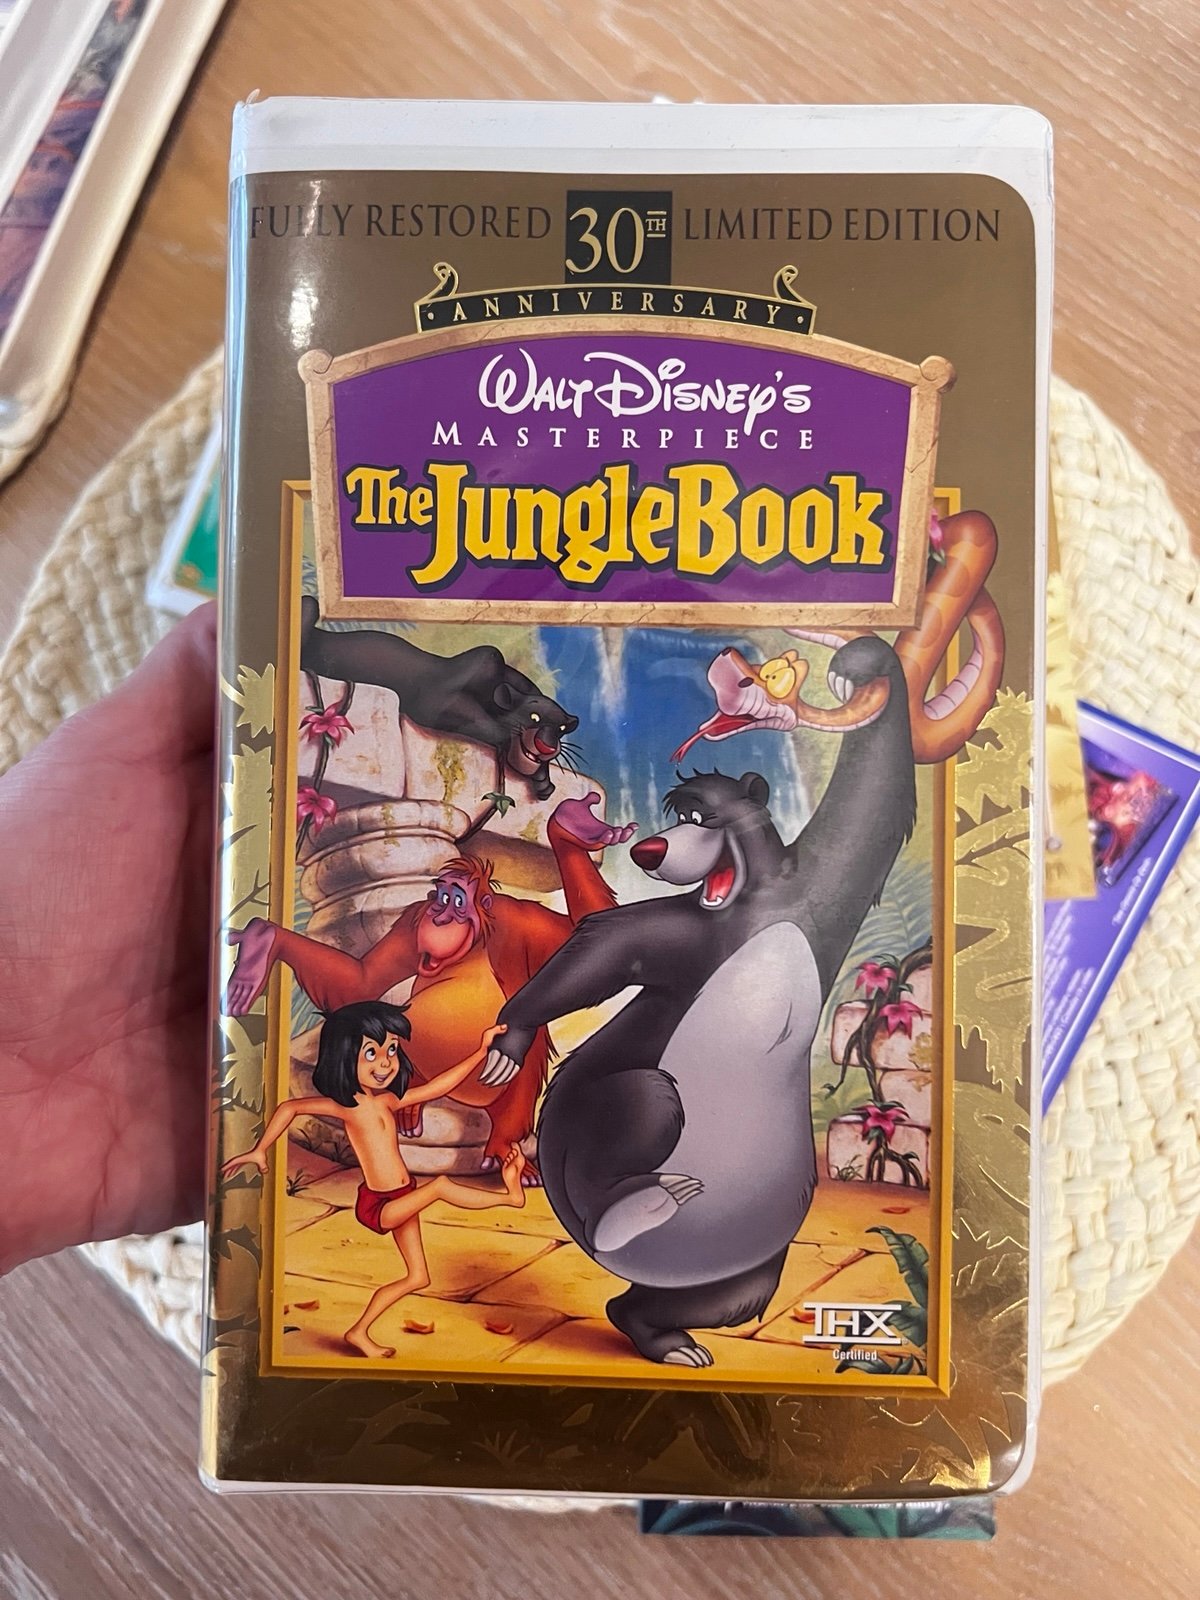 FULLY RESTORED 30TH LIMITED EDITION
ANNIVERSARY
WALT DISNEY'S
MASTERPIECE
The Jungle Book
THX
Certified